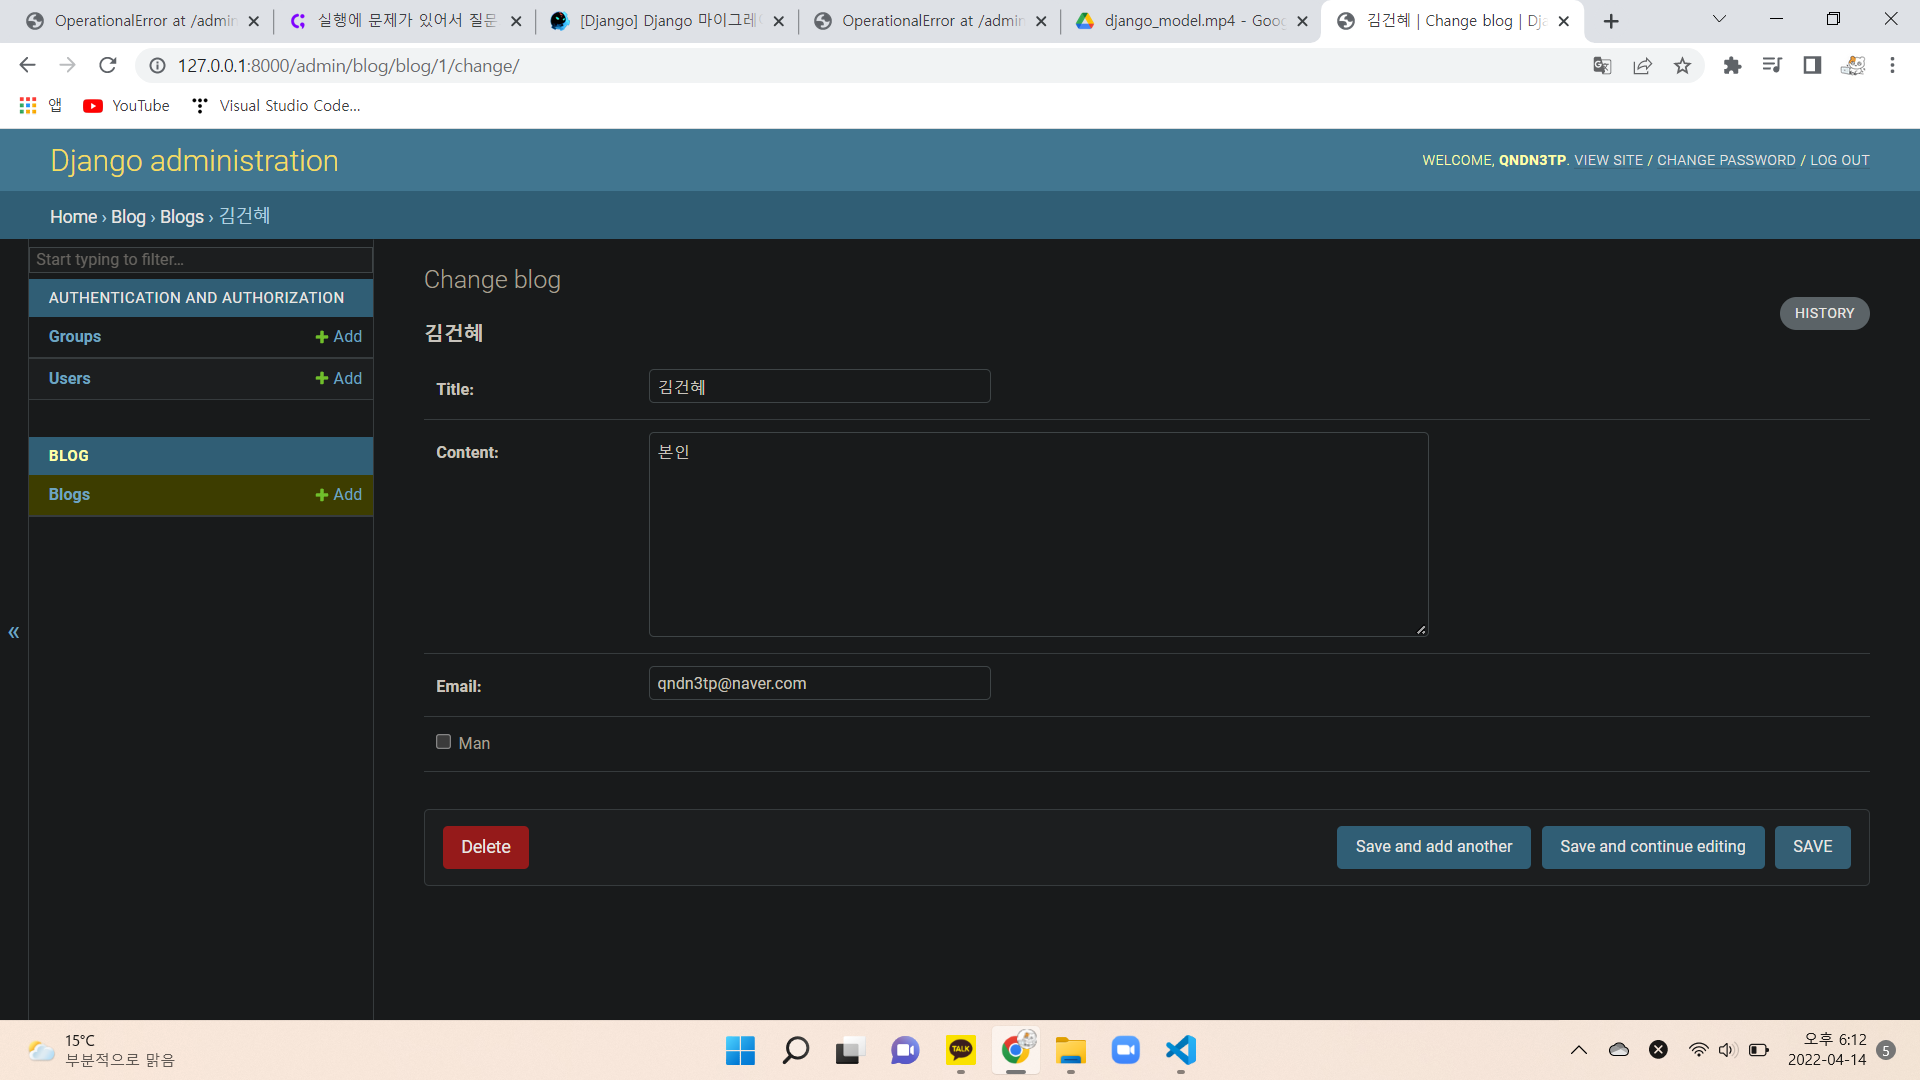 OperationalError at /admin
실행에 문제가 있어서 질문
[Django] Django 마이그레이
OperationalError at /admin
django_model.mp4 - Goog
김건혜 | Change blog | Dja
127.0.0.1:8000/admin/blog/blog/1/change/
앱
YouTube
Visual Studio Code...
Django administration
WELCOME, QNDN3TP. VIEW SITE / CHANGE PASSWORD / LOG OUT
Home › Blog › Blogs › 김건혜
Start typing to filter...
AUTHENTICATION AND AUTHORIZATION
Groups
Add
Users
Add
BLOG
Blogs
Add
«
Change blog
HISTORY
김건혜
Title:
김건혜
Content:
본인
Email:
qndn3tp@naver.com
Man
Delete
Save and add another
Save and continue editing
SAVE
15°C
부분적으로 맑음
TALK
오후 6:12
2022-04-14
5